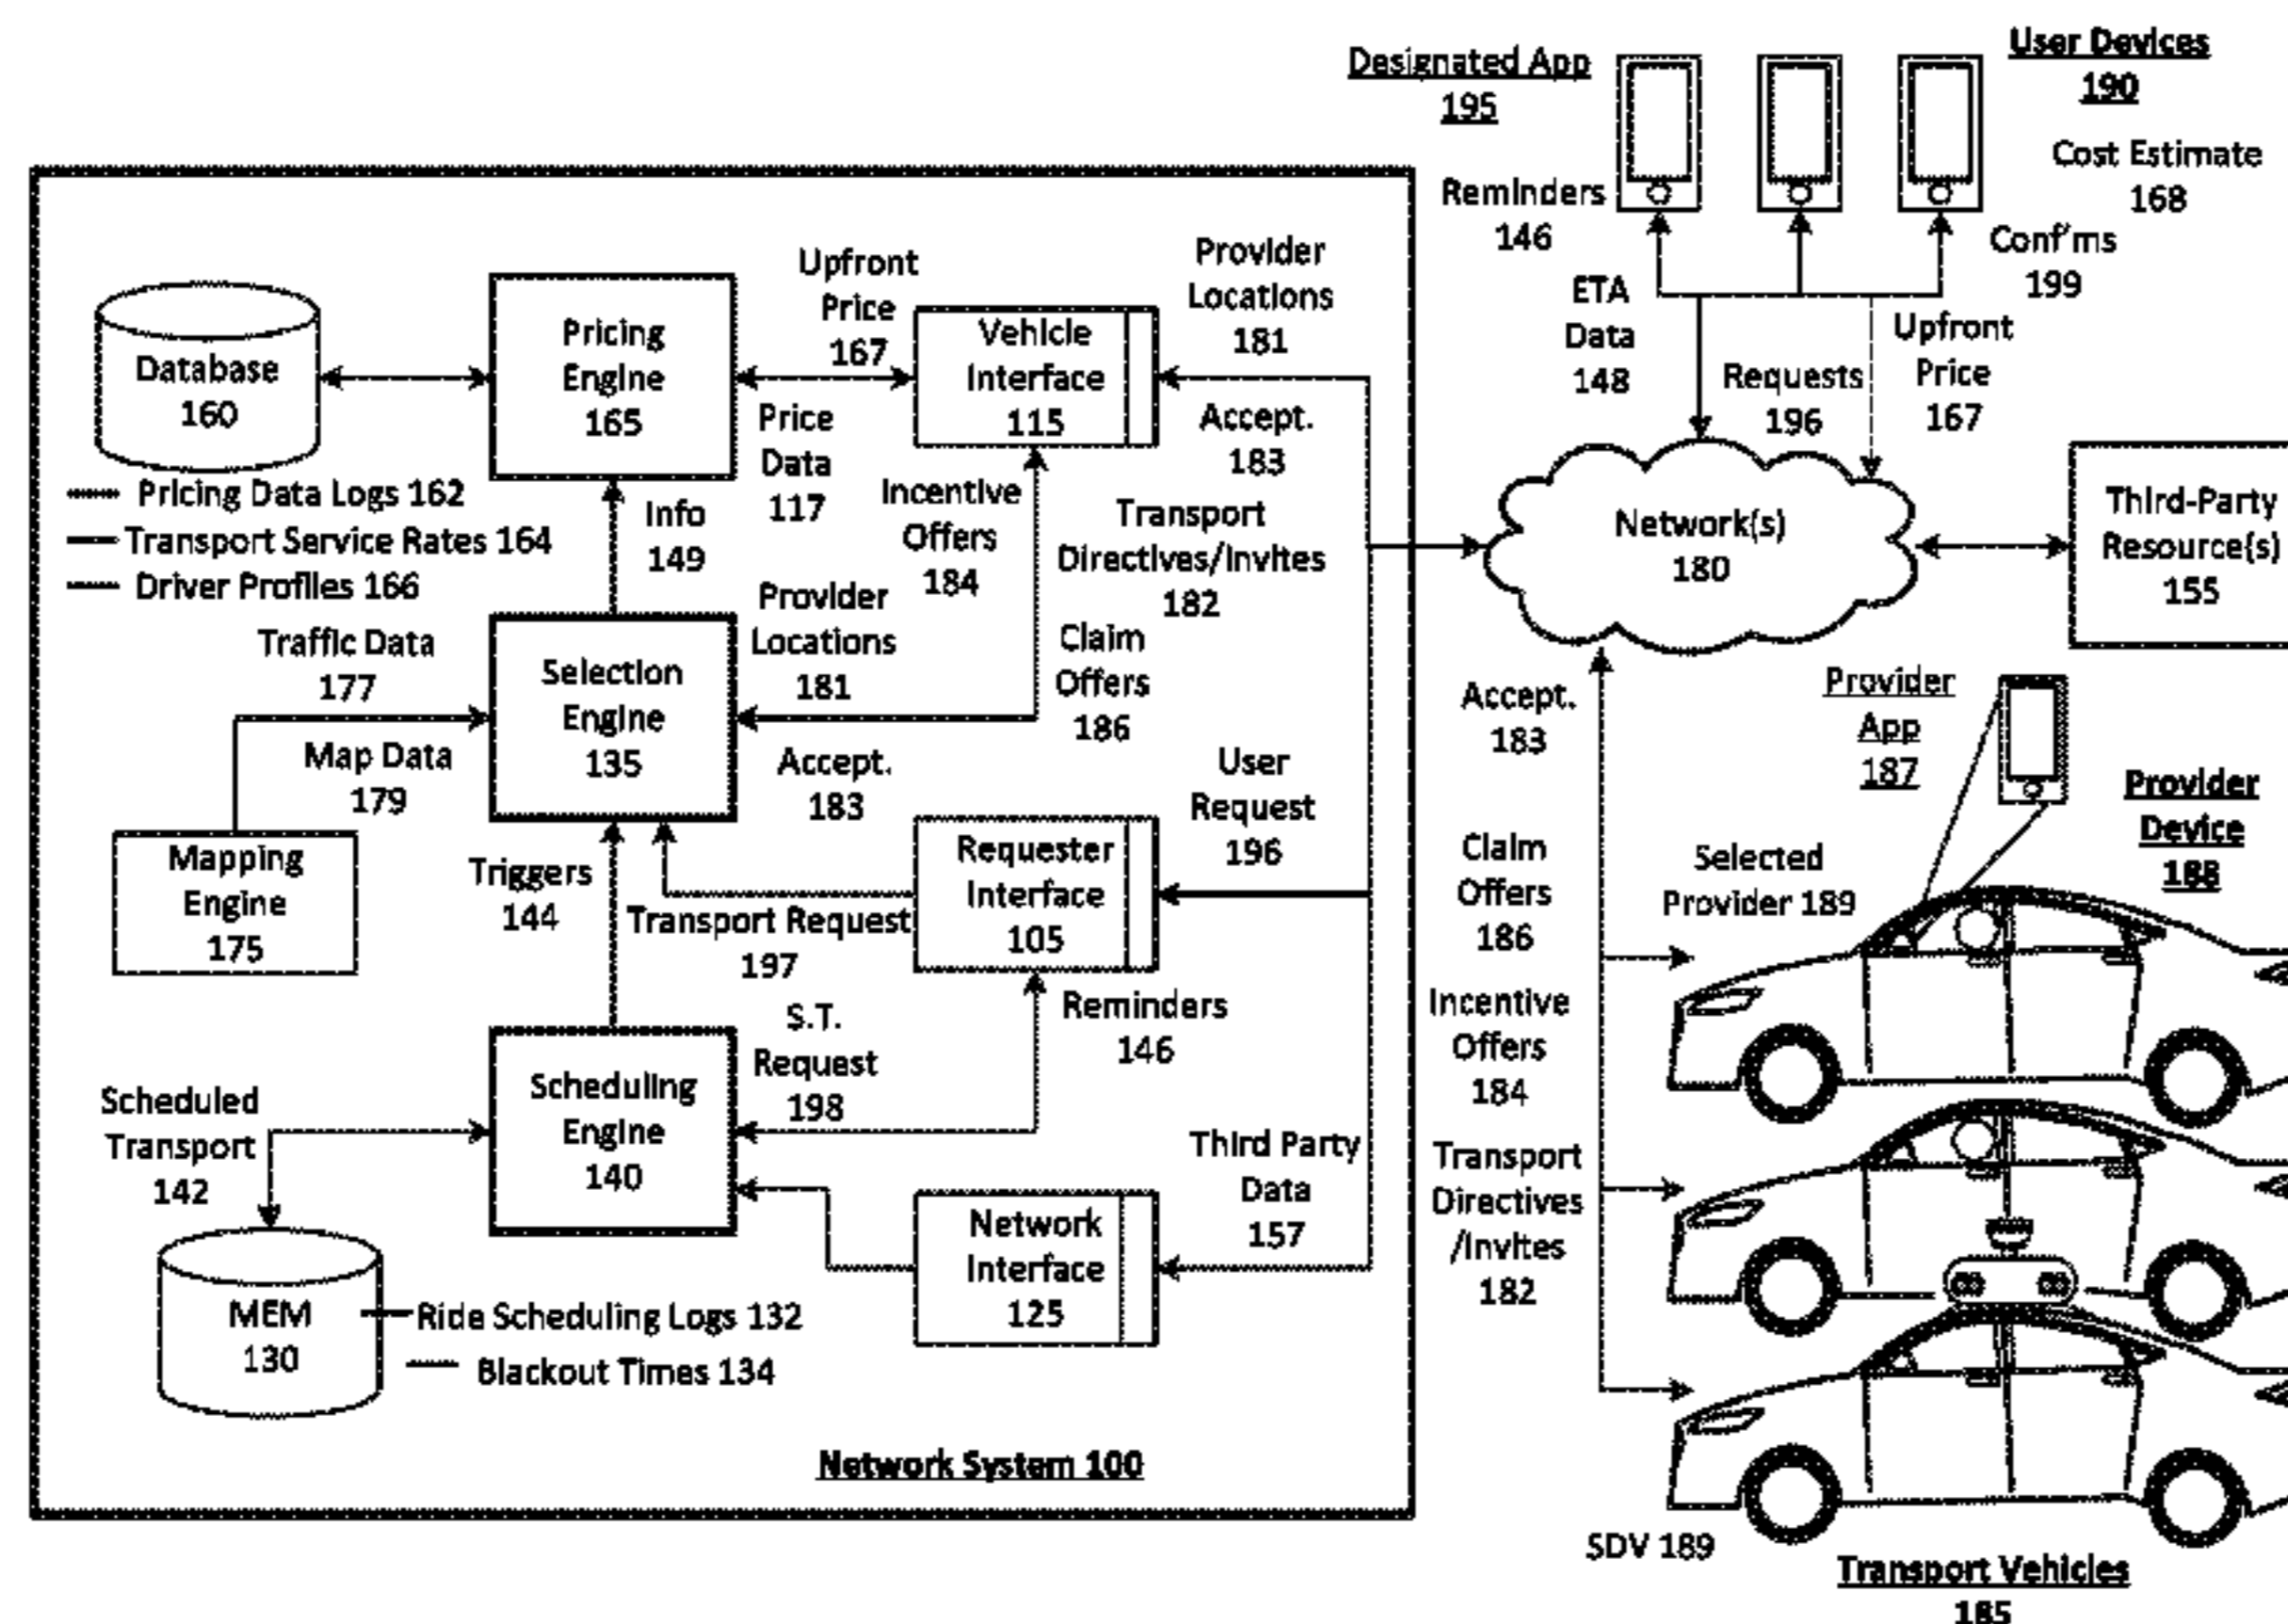 Designated App
195
User Devices
190
Cost Estimate
168
Reminders
146
Conf'ms
199
ETA
Data
148
Requests
196
Upfront
Price
167
Database
160
Pricing Data Logs 162
Transport Service Rates 164
Driver Profiles 166
Pricing
Engine
165
Upfront
Price
167
Price
Data
117
Vehicle
Interface
115
Provider
Locations
181
Accept.
183
Info
149
Incentive
Offers
184
Transport
Directives/Invites
182
Network(s)
180
Third-Party
Resource(s)
155
Traffic Data
177
Map Data
179
Selection
Engine
135
Provider
Locations
181
Accept.
183
Claim
Offers
186
User
Request
196
Mapping
Engine
175
Triggers
144
Transport Request
197
Requester
Interface
105
Reminders
146
S.T.
Request
198
Scheduled
Transport
142
Scheduling
Engine
140
Third Party
Data
157
Network
Interface
125
MEM
130
Ride Scheduling Logs 132
Blackout Times 134
Network System 100
Accept.
183
Claim
Offers
186
Incentive
Offers
184
Transport
Directives
/Invites
182
Provider
App
187
Provider
Device
188
Selected
Provider 189
SDV 189
Transport Vehicles
185